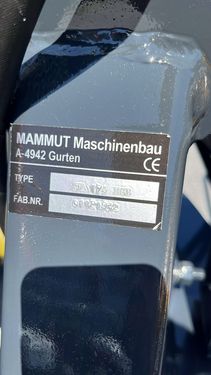 MAMMUT Maschinenbau
A-4942 Gurten
CE
TYPE
FAB.NR.